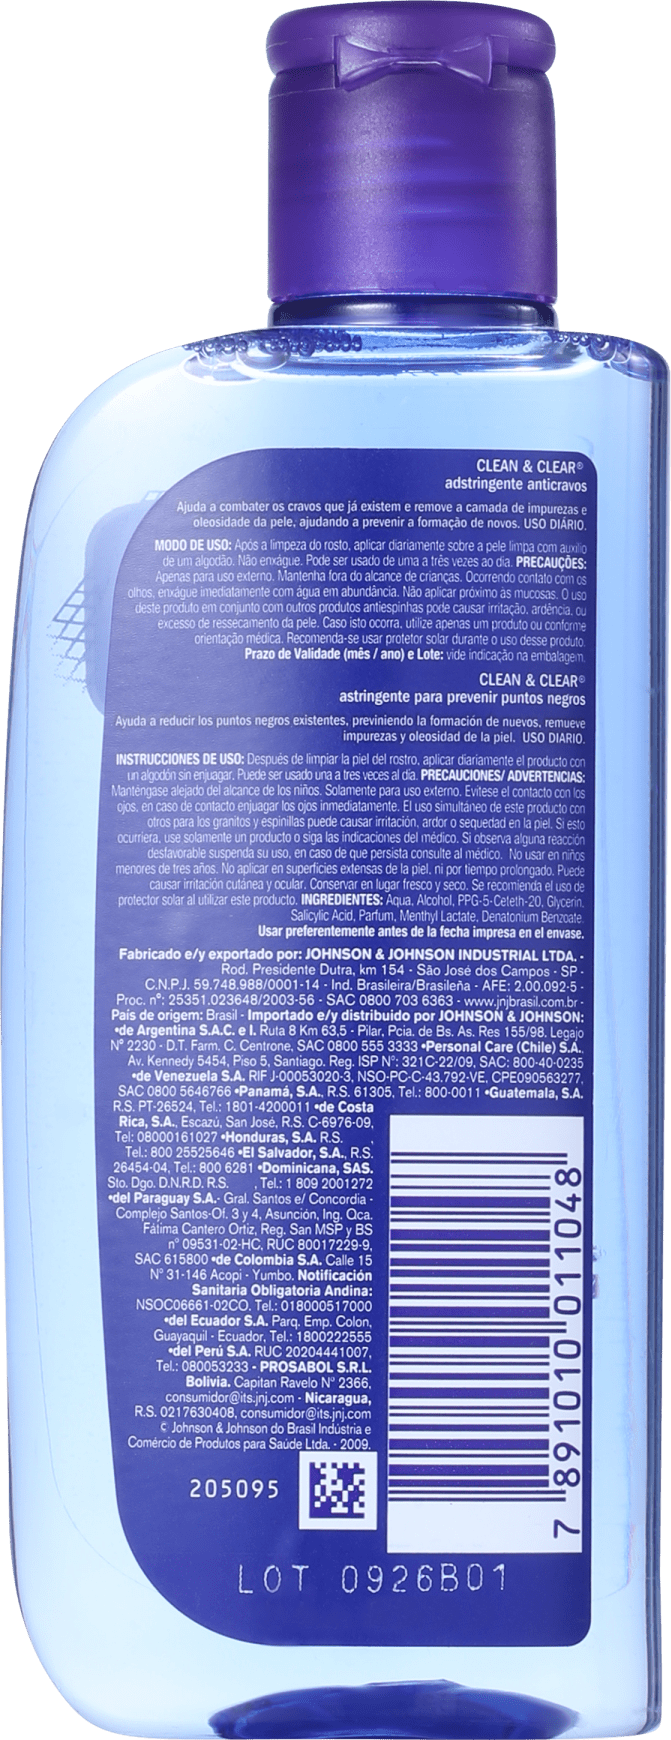 CLEAN & CLEAR®
adstringente anticravos
Ajuda a combater os cravos que já existem e remove a camada de impurezas e
oleosidade da pele, ajudando a prevenir a formação de novos. USO DIÁRIO.
MODO DE USO: Após a limpeza do rosto, aplicar diariamente sobre a pele limpa com auxílio
de um algodão. Não enxágue. Pode ser usado de uma a três vezes ao dia. PRECAUÇÕES:
Apenas para uso externo. Mantenha fora do alcance de crianças. Ocorrendo contato com os
olhos, enxágue imediatamente com água em abundância. Não aplicar próximo às mucosas. O uso
deste produto em conjunto com outros produtos antiespinhas pode causar irritação, ardência, ou
excesso de ressecamento da pele. Caso isto ocorra, utilize apenas um produto ou conforme
orientação médica. Recomenda-se usar protetor solar durante o uso desse produto.
Prazo de Validade (mês / ano) e Lote: vide indicação na embalagem.
CLEAN & CLEAR®
astringente para prevenir puntos negros
Ayuda a reducir los puntos negros existentes, previniendo la formación de nuevos, remueve
impurezas y oleosidad de la piel. USO DIARIO.
INSTRUCCIONES DE USO: Después de limpiar la piel del rostro, aplicar diariamente el producto con
un algodón sin enjuagar. Puede ser usado una a tres veces al día. PRECAUCIONES/ ADVERTENCIAS:
Manténgase alejado del alcance de los niños. Solamente para uso externo. Evítese el contacto con los
ojos, en caso de contacto enjuagar los ojos inmediatamente. El uso simultáneo de este producto con
otros para los granitos y espinillas puede causar irritación, ardor o sequedad en la piel. Si esto
ocurriera, use solamente un producto o siga las indicaciones del médico. Si observa alguna reacción
desfavorable suspenda su uso, en caso de que persista consulte al médico. No usar en niños
menores de tres años. No aplicar en superficies extensas de la piel, ni por tiempo prolongado. Puede
causar irritación cutánea y ocular. Conservar en lugar fresco y seco. Se recomienda el uso de
protector solar al utilizar este producto. INGREDIENTES: Aqua, Alcohol, PPG-5-Ceteth-20, Glycerin,
Salicylic Acid, Parfum, Menthyl Lactate, Denatonium Benzoate.
Usar preferentemente antes de la fecha impresa en el envase.
Fabricado e/y exportado por: JOHNSON & JOHNSON INDUSTRIAL LTDA. -
Rod. Presidente Dutra, km 154 - São José dos Campos - SP -
C.N.P.J. 59.748.988/0001-14 - Ind. Brasileira/Brasileña - AFE: 2.00.092-5 -
Proc. nº: 25351.023648/2003-56 - SAC 0800 703 6363 - www.jnjbrasil.com.br -
País de origem: Brasil - Importado e/y distribuido por JOHNSON & JOHNSON:
•de Argentina S.A.C. e I. Ruta 8 Km 63,5 - Pilar, Pcia. de Bs. As. Res 155/98. Legajo
Nº 2230 - D.T. Farm. C. Centrone, SAC 0800 555 3333 •Personal Care (Chile) S.A.
Av. Kennedy 5454, Piso 5, Santiago. Reg. ISP Nº: 321C-22/09, SAC: 800-40-0235
•de Venezuela S.A. RIF J-00053020-3, NSO-PC-C-43.792-VE, CPE090563277,
SAC 0800 5646766 •Panamá, S.A., R.S. 61305, Tel.: 800-0011 •Guatemala, S.A.
R.S. PT-26524, Tel.: 1801-4200011 •de Costa
Rica, S.A., Escazú, San José, R.S. C-6976-09,
Tel: 08000161027 •Honduras, S.A. R.S. ,
Tel.: 800 25525646 •El Salvador, S.A., R.S.
26454-04, Tel.: 800 6281 •Dominicana, SAS.
Sto. Dgo. D.N.R.D. R.S. , Tel.: 1 809 2001272
•del Paraguay S.A.- Gral. Santos e/ Concordia -
Complejo Santos-Of. 3 y 4, Asunción, Ing. Qca.
Fátima Cantero Ortíz, Reg. San MSP y BS
nº 09531-02-HC, RUC 80017229-9,
SAC 615800 •de Colombia S.A. Calle 15
Nº 31-146 Acopi - Yumbo. Notificación
Sanitaria Obligatoria Andina:
NSOC06661-02CO. Tel.: 018000517000
•del Ecuador S.A. Parq. Emp. Colon,
Guayaquil - Ecuador, Tel.: 1800222555
•del Perú S.A. RUC 20204441007,
Tel.: 080053233 - PROSABOL S.R.L.
Bolivia. Capitan Ravelo Nº 2366,
consumidor@its.jnj.com - Nicaragua,
R.S. 0217630408, consumidor@its.jnj.com
© Johnson & Johnson do Brasil Indústria e
Comércio de Produtos para Saúde Ltda. - 2009.
205095
7 891010 011048
LOT 0926B01